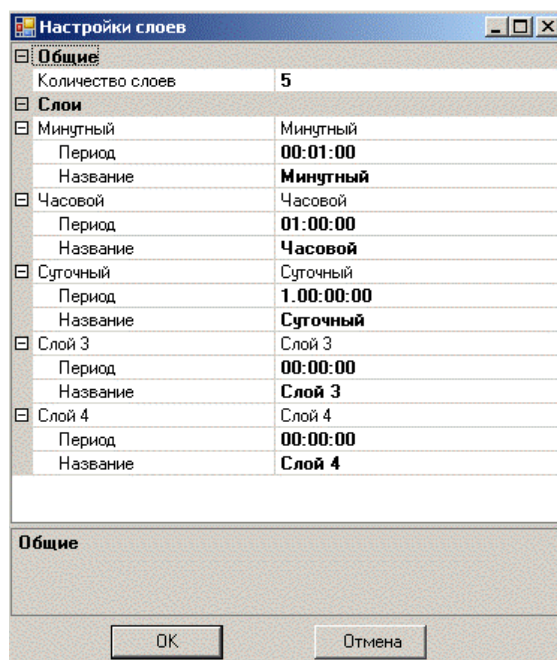 Настройки слоев
Общие
Количество слоев 5
Слои
Минутный Минутный
Период 00:01:00
Название Минутный
Часовой Часовой
Период 01:00:00
Название Часовой
Суточный Суточный
Период 1.00:00:00
Название Суточный
Слой 3 Слой 3
Период 00:00:00
Название Слой 3
Слой 4 Слой 4
Период 00:00:00
Название Слой 4
Общие
OK Отмена